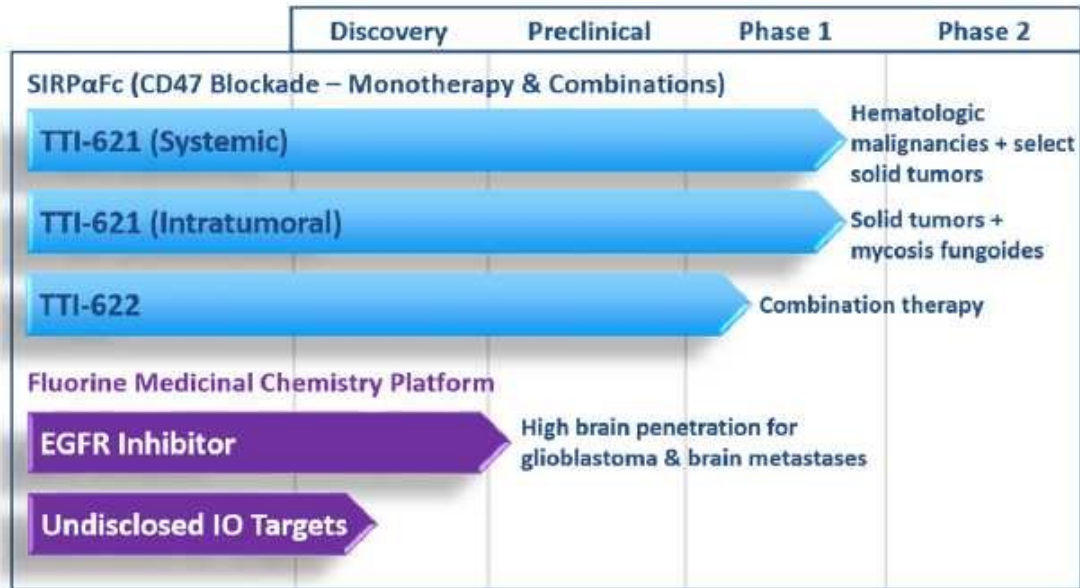 Discovery Preclinical Phase 1 Phase 2
SIRPαFc (CD47 Blockade – Monotherapy & Combinations)
TTI-621 (Systemic)
Hematologic
malignancies + select
solid tumors
TTI-621 (Intratumoral)
Solid tumors +
mycosis fungoides
TTI-622
Combination therapy
Fluorine Medicinal Chemistry Platform
EGFR Inhibitor
High brain penetration for
glioblastoma & brain metastases
Undisclosed IO Targets